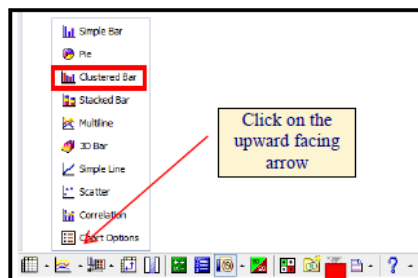 Simple Bar
Pie
Clustered Bar
Stacked Bar
Multiline
3D Bar
Simple Line
Scatter
Correlation
Chart Options
Click on the
upward facing
arrow
?